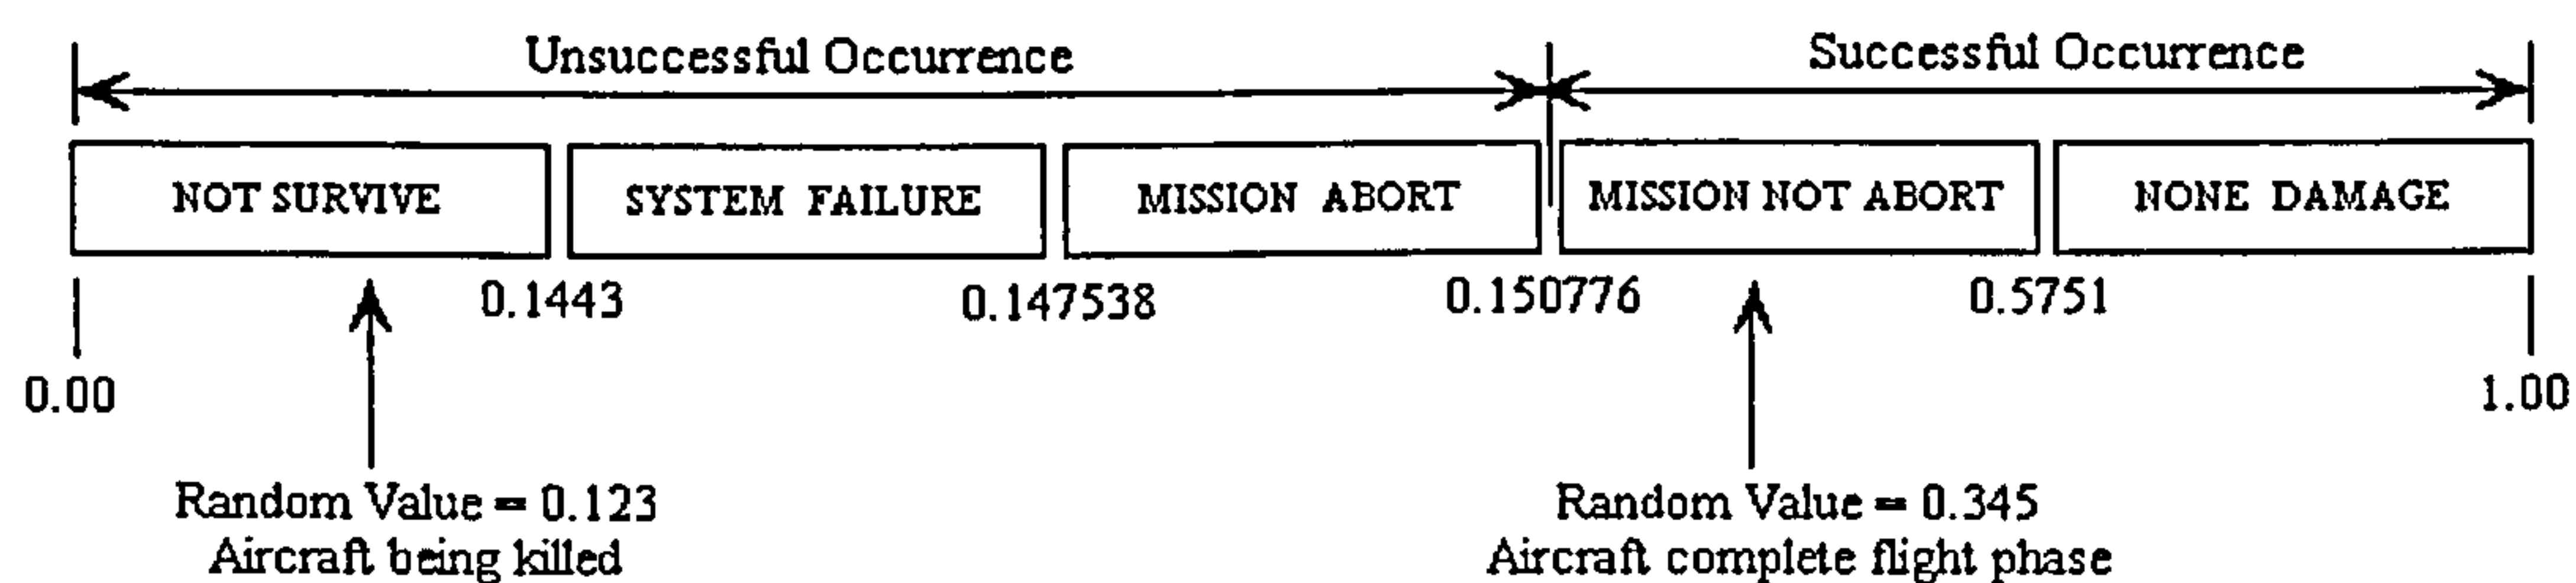 Unsuccessful Occurrence Successful Occurrence
NOT SURVIVE SYSTEM FAILURE MISSION ABORT MISSION NOT ABORT NONE DAMAGE
0.1443 0.147538 0.150776 0.5751
0.00 1.00
Random Value = 0.123 Random Value = 0.345
Aircraft being killed Aircraft complete flight phase